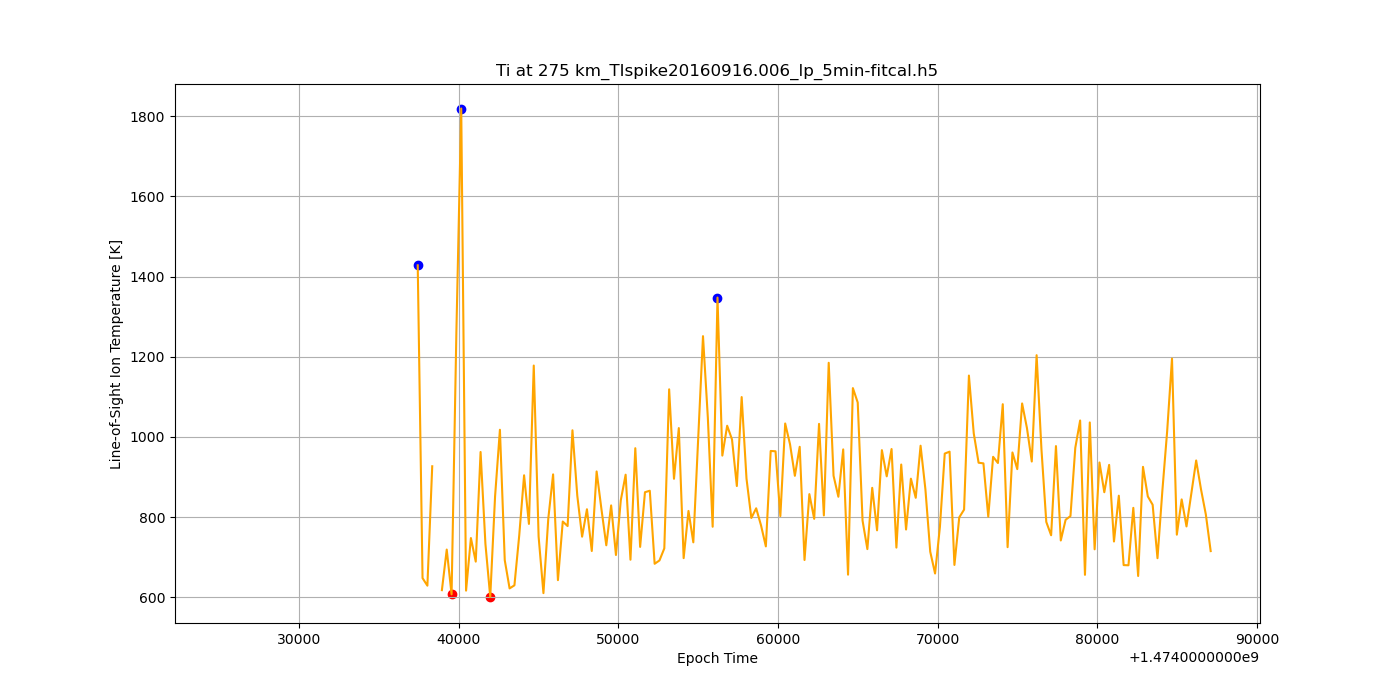 Ti at 275 km_TIspike20160916.006_lp_5min-fitcal.h5
Line-of-Sight Ion Temperature [K]
1800
1600
1400
1200
1000
800
600
30000 40000 50000 60000 70000 80000 90000
Epoch Time
+1.4740000000e9